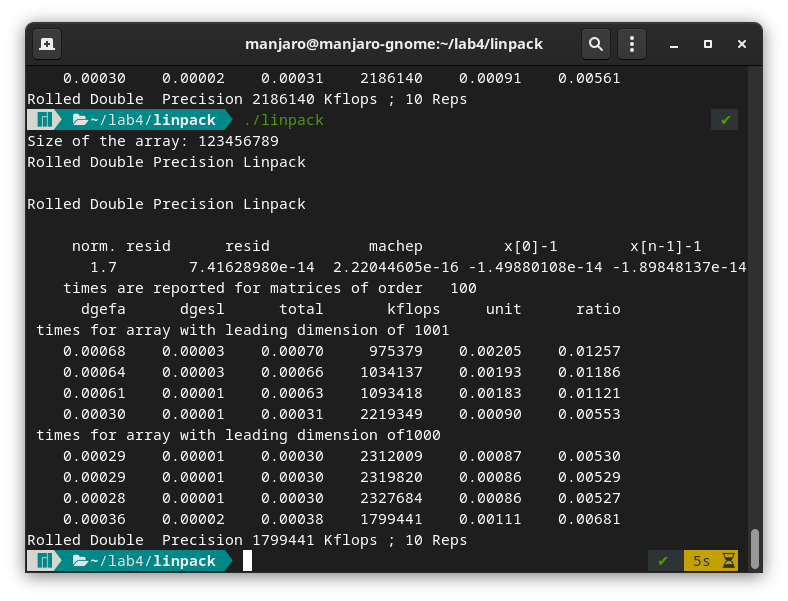 manjaro@manjaro-gnome:~/lab4/linpack
0.00030 0.00002 0.00031 2186140 0.00091 0.00561
Rolled Double  Precision 2186140 Kflops ; 10 Reps
~/lab4/linpack ./linpack ✔
Size of the array: 123456789
Rolled Double Precision Linpack
Rolled Double Precision Linpack
norm. resid resid machep x[0]-1 x[n-1]-1
1.7 7.41628980e-14 2.22044605e-16 -1.49880108e-14 -1.89848137e-14
times are reported for matrices of order   100
dgefa dgesl total kflops unit ratio
times for array with leading dimension of 1001
0.00068 0.00003 0.00070 975379 0.00205 0.01257
0.00064 0.00003 0.00066 1034137 0.00193 0.01186
0.00061 0.00001 0.00063 1093418 0.00183 0.01121
0.00030 0.00001 0.00031 2219349 0.00090 0.00553
times for array with leading dimension of1000
0.00029 0.00001 0.00030 2312009 0.00087 0.00530
0.00029 0.00001 0.00030 2319820 0.00086 0.00529
0.00028 0.00001 0.00030 2327684 0.00086 0.00527
0.00036 0.00002 0.00038 1799441 0.00111 0.00681
Rolled Double  Precision 1799441 Kflops ; 10 Reps
~/lab4/linpack ✔ 5s